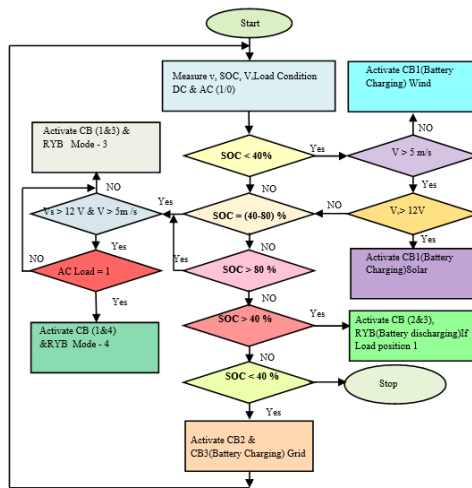 Start
Measure v, SOC, V,Load Condition
DC & AC (1/0)
Activate CB1(Battery
Charging) Wind
NO
Activate CB (1&3) &
RYB Mode - 3
SOC < 40%
Yes
V > 5 m/s
NO
NO
Yes
Vs > 12 V & V > 5m /s
Yes
SOC = (40-80) %
NO
V,> 12V
Yes
NO
Yes
AC Load = 1
NO
Yes
SOC > 80 %
Activate CB1(Battery
Charging)Solar
Yes
NO
Activate CB (1&4)
&RYB Mode - 4
SOC > 40 %
Yes
Activate CB (2&3),
RYB(Battery discharging)If
Load position 1
NO
SOC < 40 %
NO
Stop
Yes
Activate CB2 &
CB3(Battery Charging) Grid